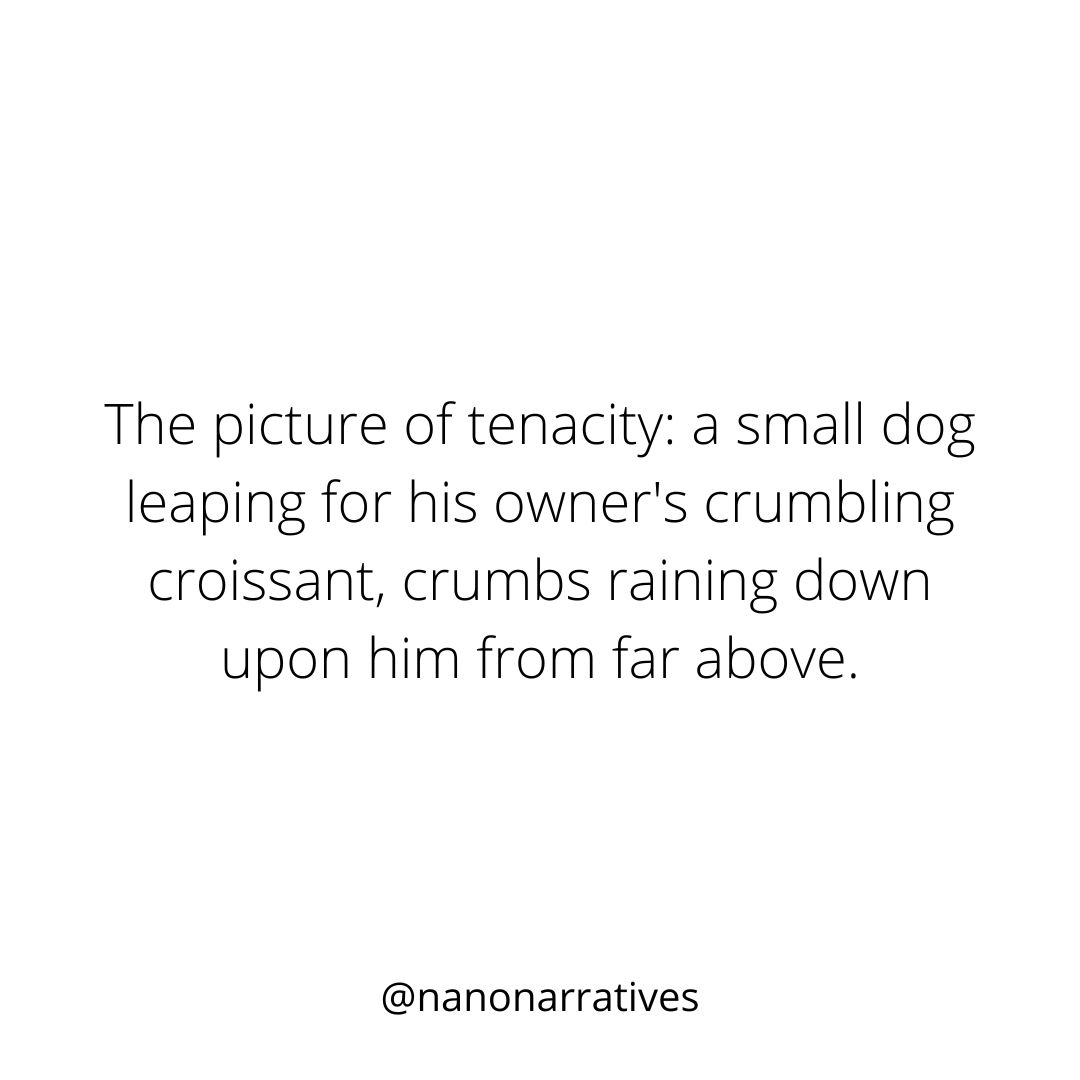 The picture of tenacity: a small dog
leaping for his owner's crumbling
croissant, crumbs raining down
upon him from far above.
@nanonarratives